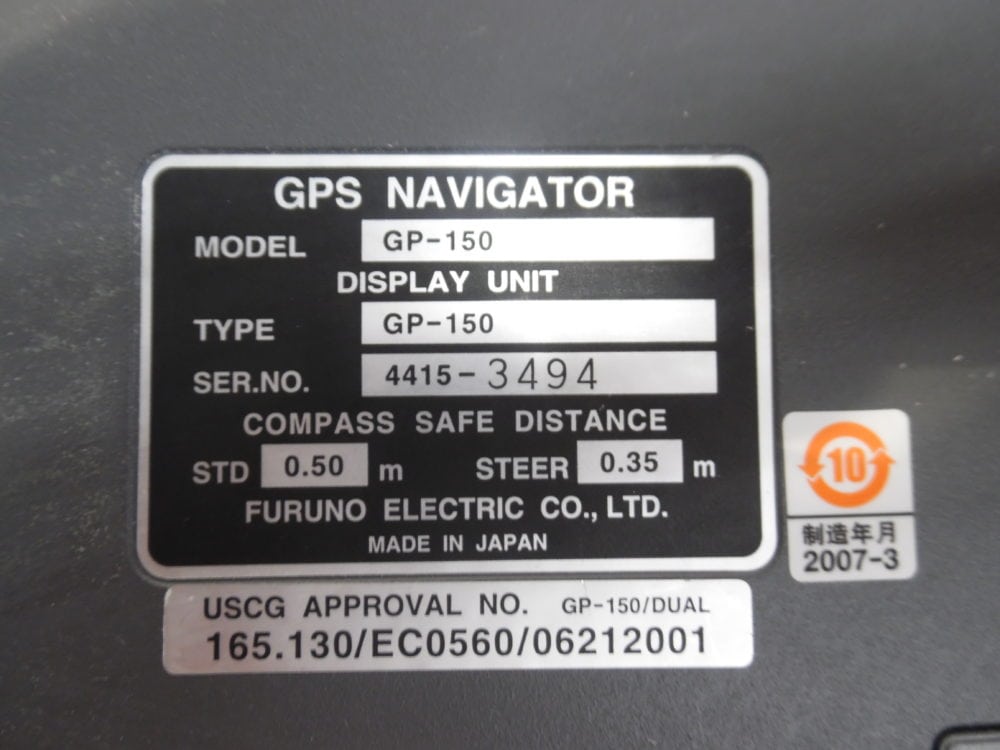 GPS NAVIGATOR
MODEL GP-150
DISPLAY UNIT
TYPE GP-150
SER.NO. 4415-3494
COMPASS SAFE DISTANCE
STD 0.50 m STEER 0.35 m
FURUNO ELECTRIC CO., LTD.
MADE IN JAPAN
10
制造年月
2007-3
USCG APPROVAL NO. GP-150/DUAL
165.130/EC0560/06212001